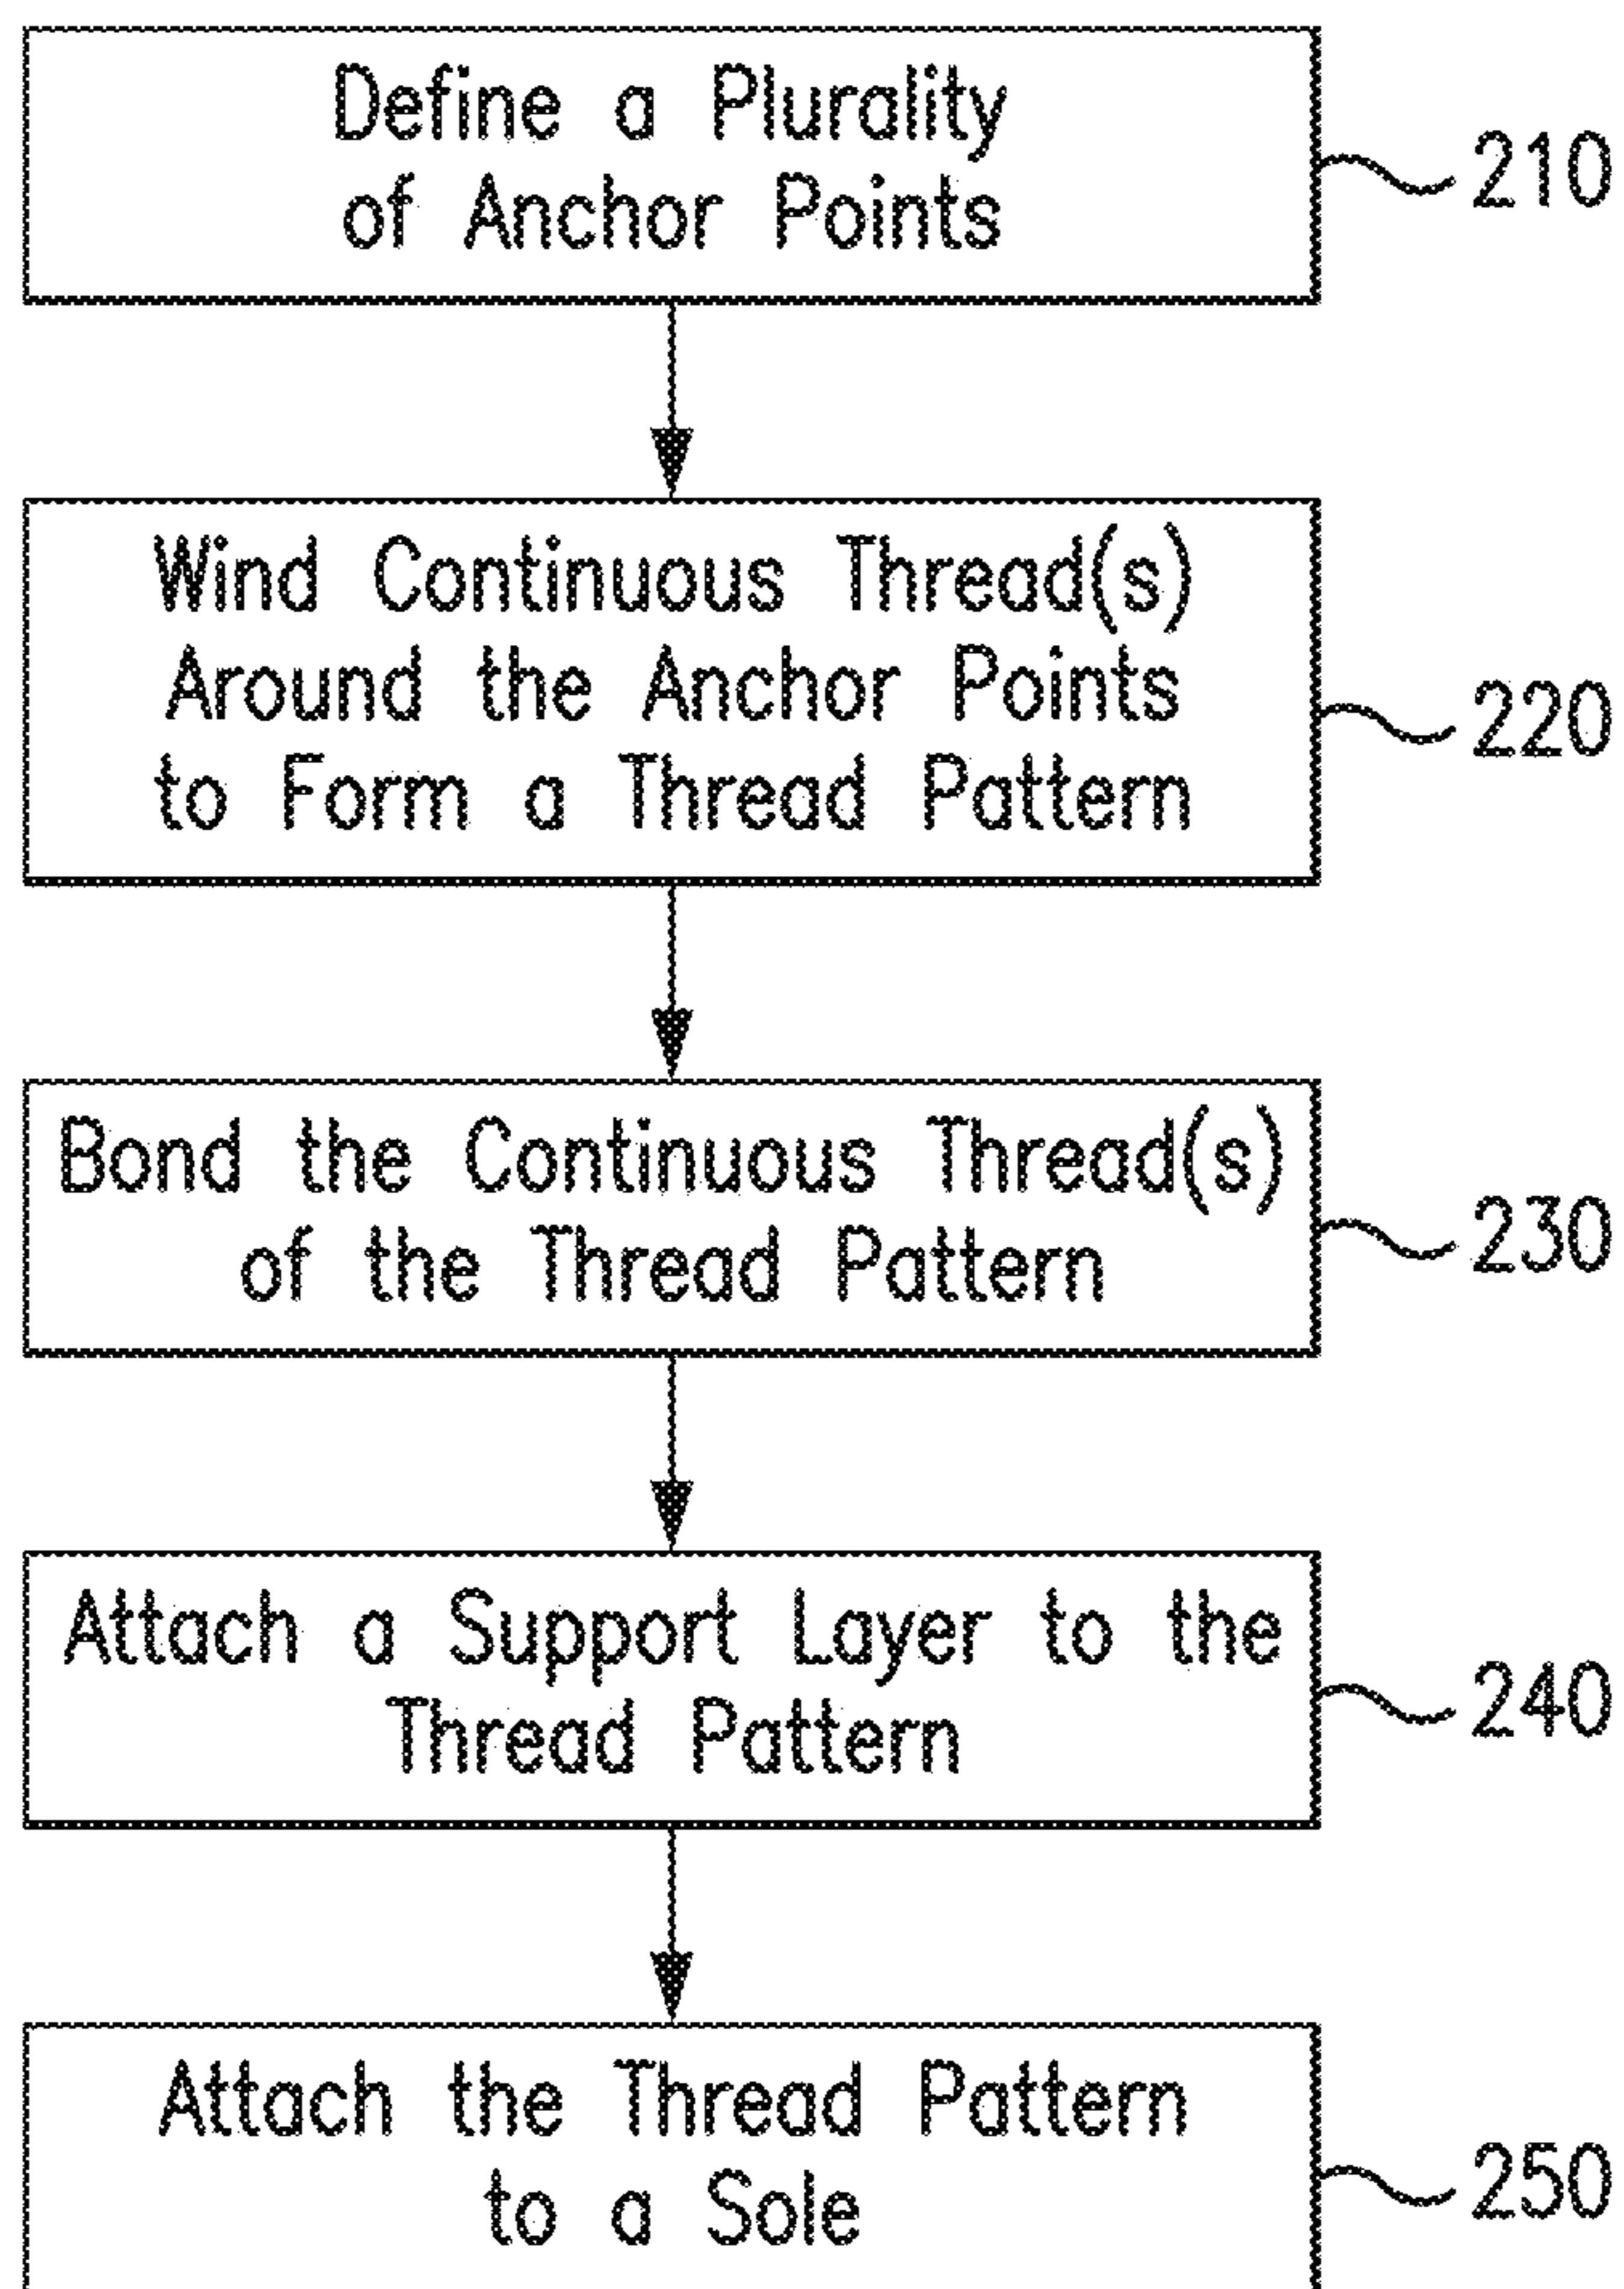 Define a Plurality
of Anchor Points
210
Wind Continuous Thread(s)
Around the Anchor Points
to Form a Thread Pattern
220
Bond the Continuous Thread(s)
of the Thread Pattern
230
Attach a Support Layer to the
Thread Pattern
240
Attach the Thread Pattern
to a Sole
250